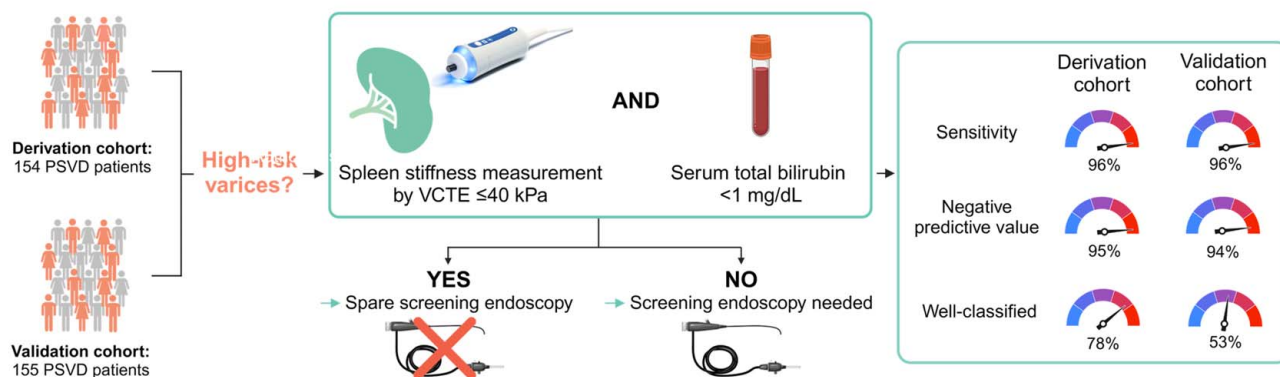 Derivation cohort:
154 PSVD patients
Validation cohort:
155 PSVD patients
High-risk
varices?
AND
Spleen stiffness measurement
by VCTE ≤40 kPa
Serum total bilirubin
<1 mg/dL
YES
Spare screening endoscopy
NO
Screening endoscopy needed
Derivation
cohort
Validation
cohort
Sensitivity
96%
96%
Negative
predictive value
95%
94%
Well-classified
78%
53%